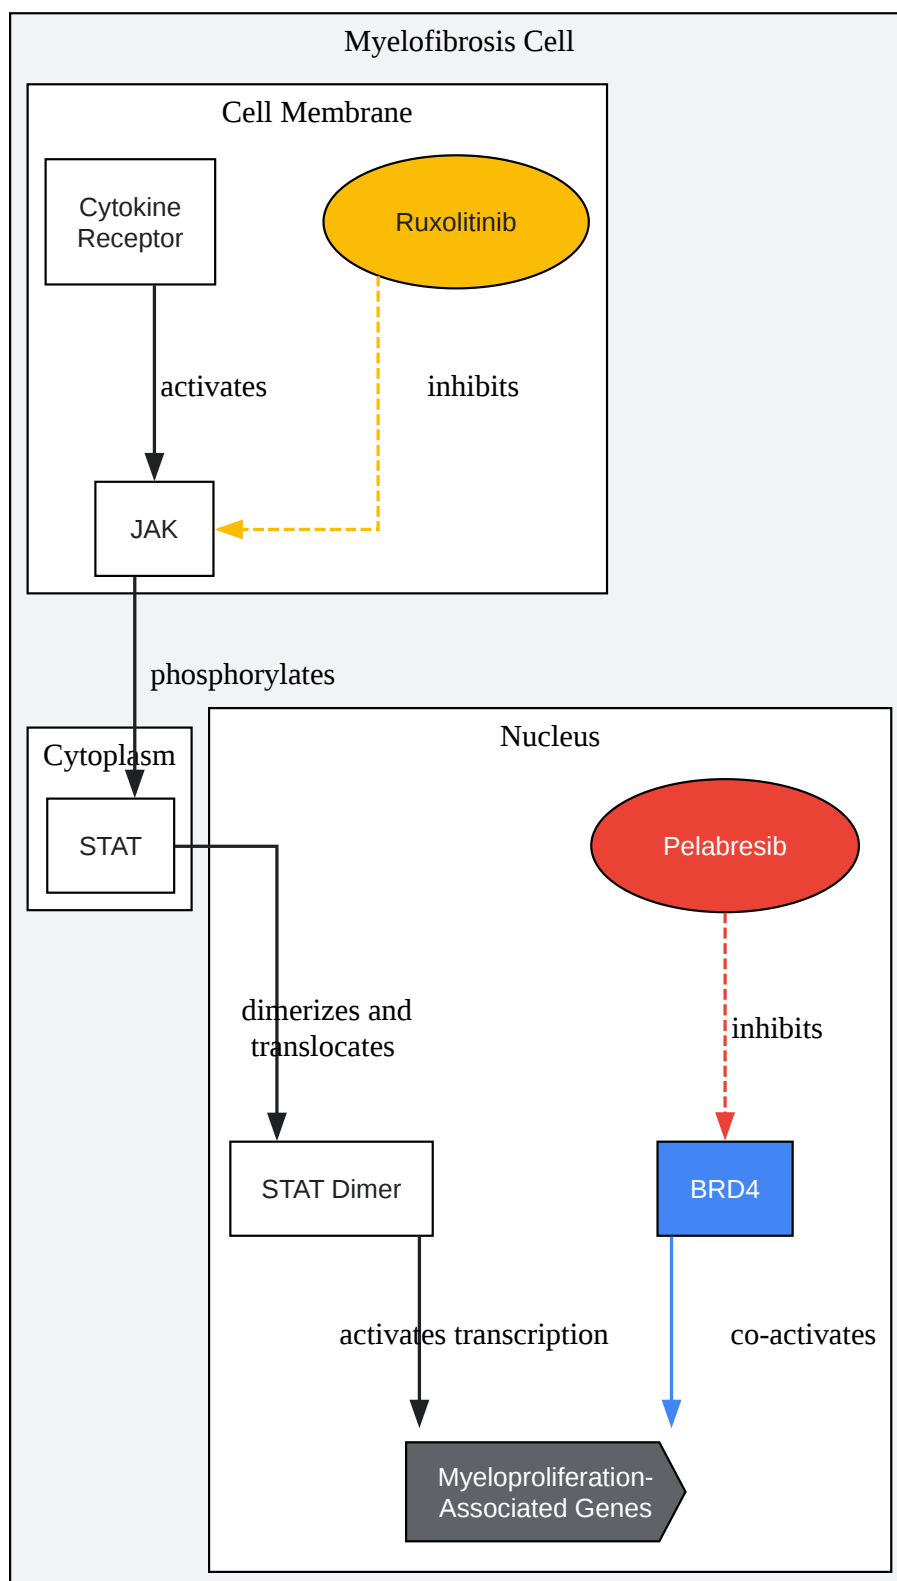 Myelofibrosis Cell
Cell Membrane
Cytokine
Receptor
Ruxolitinib
activates
inhibits
JAK
phosphorylates
Nucleus
Cytoplasm
STAT
Pelabresib
dimerizes and
translocates
inhibits
STAT Dimer
BRD4
activates transcription
co-activates
Myeloproliferation-
Associated Genes